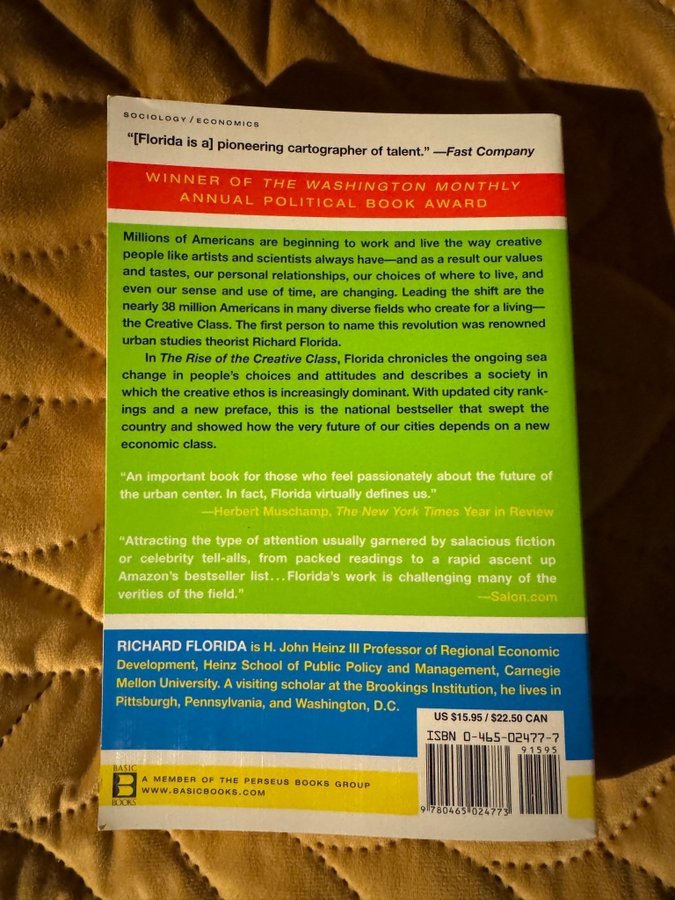 SOCIOLOGY/ECONOMICS
“[Florida is a] pioneering cartographer of talent.” —Fast Company
WINNER OF THE WASHINGTON MONTHLY
ANNUAL POLITICAL BOOK AWARD
Millions of Americans are beginning to work and live the way creative
people like artists and scientists always have—and as a result our values
and tastes, our personal relationships, our choices of where to live, and
even our sense and use of time, are changing. Leading the shift are the
nearly 38 million Americans in many diverse fields who create for a living—
the Creative Class. The first person to name this revolution was renowned
urban studies theorist Richard Florida.
In The Rise of the Creative Class, Florida chronicles the ongoing sea
change in people’s choices and attitudes and describes a society in
which the creative ethos is increasingly dominant. With updated city rank-
ings and a new preface, this is the national bestseller that swept the
country and showed how the very future of our cities depends on a new
economic class.
“An important book for those who feel passionately about the future of
the urban center. In fact, Florida virtually defines us.”
—Herbert Muschamp, The New York Times Year in Review
“Attracting the type of attention usually garnered by salacious fiction
or celebrity tell-alls, from packed readings to a rapid ascent up
Amazon’s bestseller list...Florida’s work is challenging many of the
verities of the field.” —Salon.com
RICHARD FLORIDA is H. John Heinz III Professor of Regional Economic
Development, Heinz School of Public Policy and Management, Carnegie
Mellon University. A visiting scholar at the Brookings Institution, he lives in
Pittsburgh, Pennsylvania, and Washington, D.C.
US $15.95 / $22.50 CAN
ISBN 0-465-02477-7
91595
9 780465 024773
BASIC
BOOKS
A MEMBER OF THE PERSEUS BOOKS GROUP
WWW.BASICBOOKS.COM